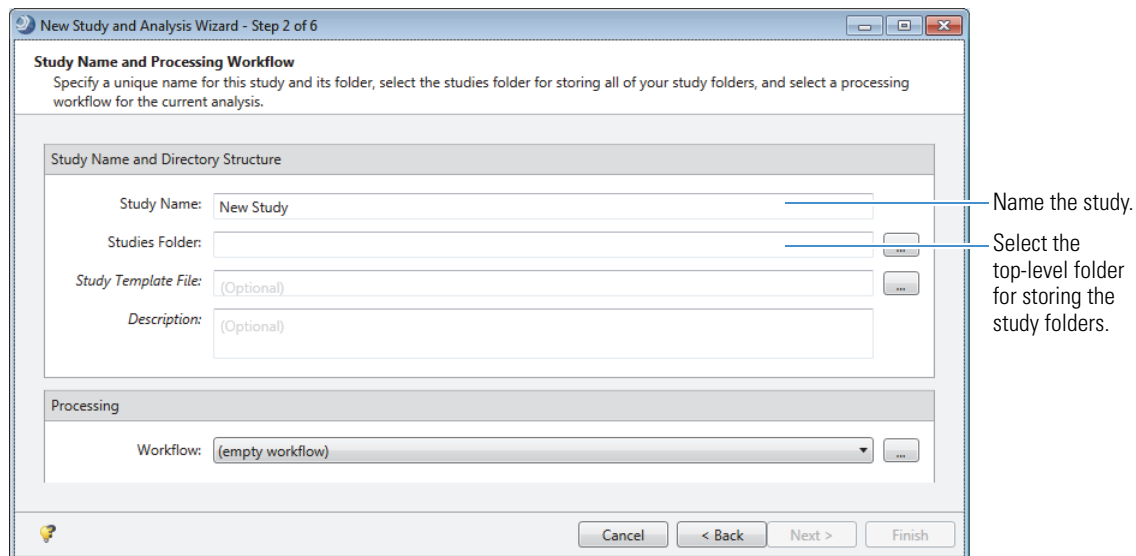 New Study and Analysis Wizard - Step 2 of 6
Study Name and Processing Workflow
Specify a unique name for this study and its folder, select the studies folder for storing all of your study folders, and select a processing
workflow for the current analysis.
Study Name and Directory Structure
Study Name: New Study
Name the study.
Studies Folder: ...
Select the
top-level folder
for storing the
study folders.
Study Template File: (Optional) ...
Description: (Optional)
Processing
Workflow: (empty workflow) ...
Cancel < Back Next > Finish